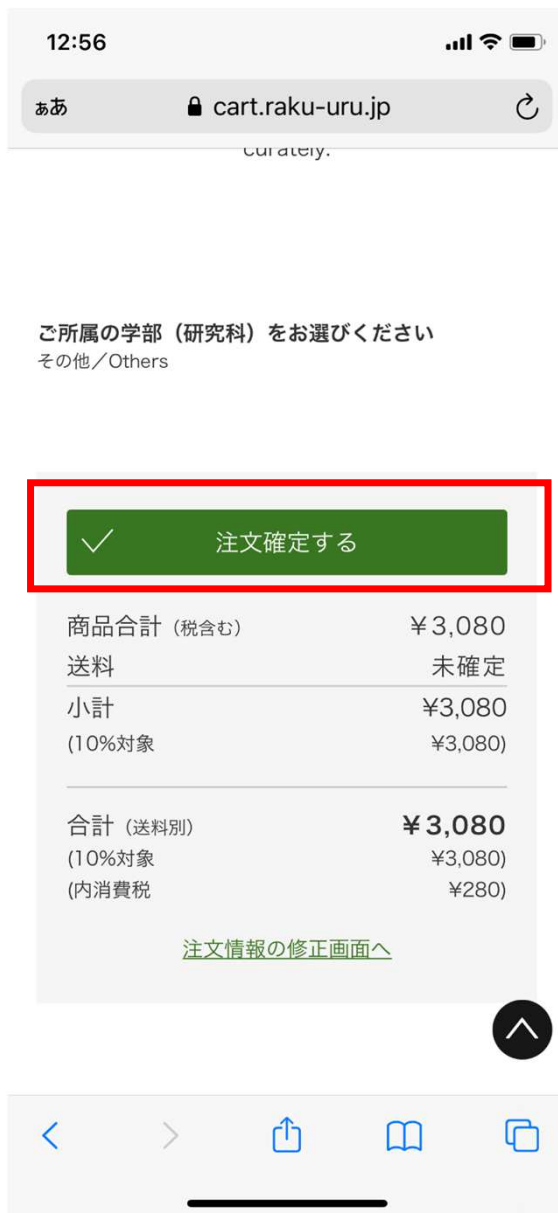 12:56
ぁあ cart.raku-uru.jp
curately.
ご所属の学部（研究科）をお選びください
その他／Others
注文確定する
商品合計（税含む） ¥3,080
送料 未確定
小計 ¥3,080
(10%対象 ¥3,080)
合計（送料別） ¥3,080
(10%対象 ¥3,080)
(内消費税 ¥280)
注文情報の修正画面へ